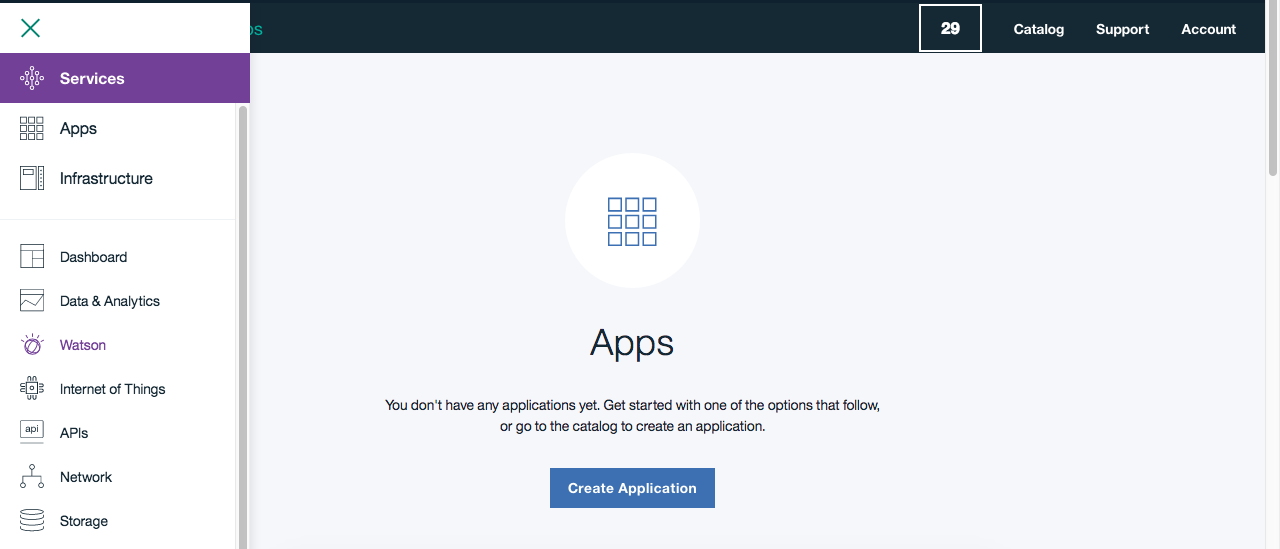 29
Catalog
Support
Account
Services
Apps
Infrastructure
Dashboard
Data & Analytics
Watson
Internet of Things
api
APIs
Network
Storage
Apps
You don't have any applications yet. Get started with one of the options that follow,
or go to the catalog to create an application.
Create Application